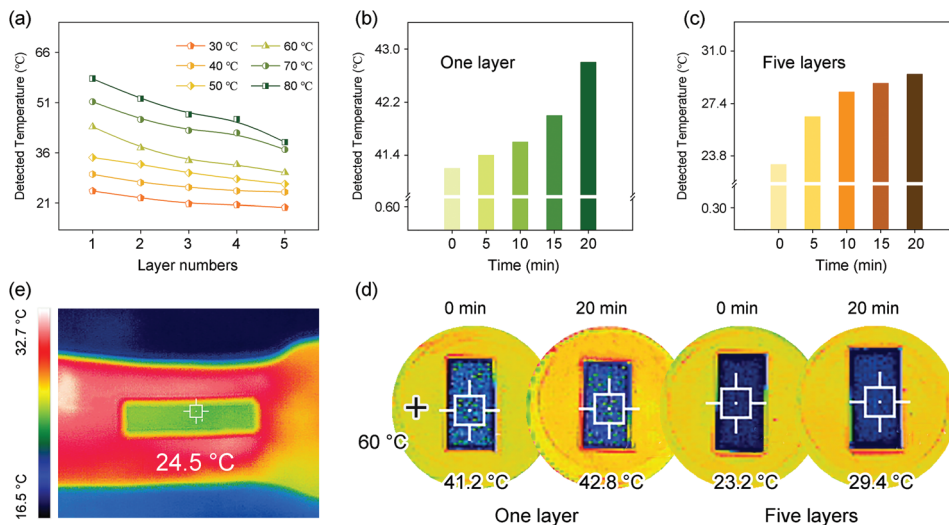 (a)
Detected Temperature (℃)
66
51
36
21
30 ℃
40 ℃
50 ℃
60 ℃
70 ℃
80 ℃
1 2 3 4 5
Layer numbers
(b)
Detected Temperature (℃)
43.0
42.2
41.4
0.60
One layer
0 5 10 15 20
Time (min)
(c)
Detected Temperature (℃)
31.0
27.4
23.8
0.30
Five layers
0 5 10 15 20
Time (min)
(e)
32.7 °C
16.5 °C
24.5 °C
(d)
0 min 20 min 0 min 20 min
60 °C
41.2 °C 42.8 °C 23.2 °C 29.4 °C
One layer Five layers